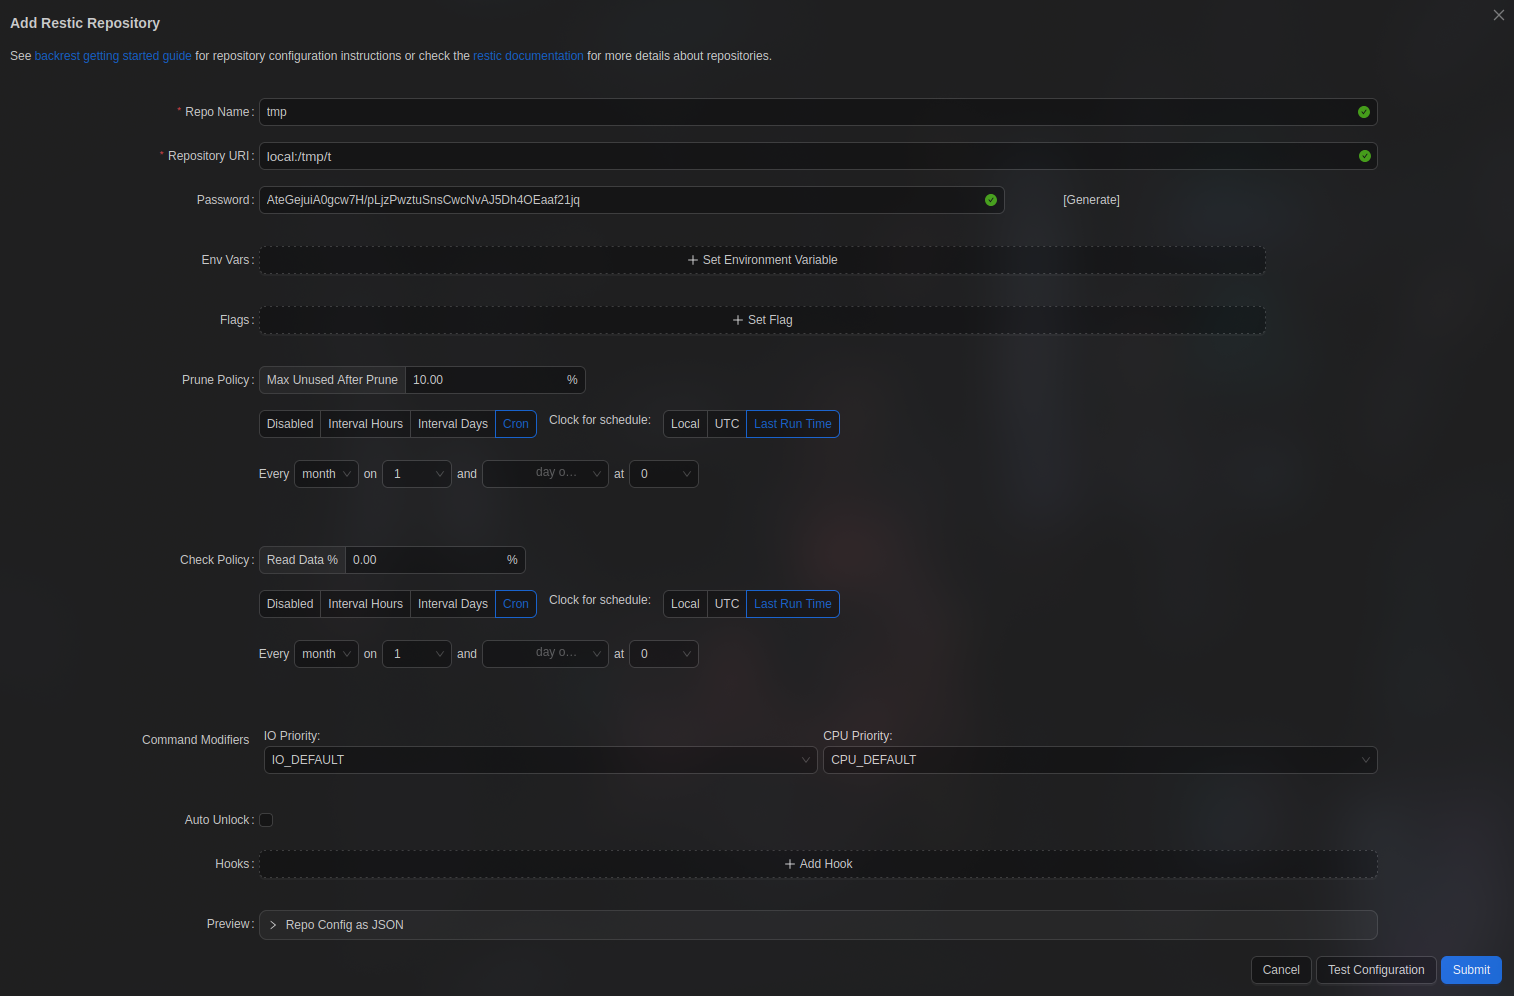 Add Restic Repository
See backrest getting started guide for repository configuration instructions or check the restic documentation for more details about repositories.
* Repo Name : tmp
* Repository URI : local:/tmp/t
Password : AteGejuiA0gcw7H/pLjzPwztuSnsCwcNvAJ5Dh4OEaaf21jq [Generate]
Env Vars : + Set Environment Variable
Flags : + Set Flag
Prune Policy : Max Unused After Prune 10.00 %
Disabled Interval Hours Interval Days Cron Clock for schedule: Local UTC Last Run Time
Every month on 1 and day o... at 0
Check Policy : Read Data % 0.00 %
Disabled Interval Hours Interval Days Cron Clock for schedule: Local UTC Last Run Time
Every month on 1 and day o... at 0
Command Modifiers IO Priority: CPU Priority:
IO_DEFAULT CPU_DEFAULT
Auto Unlock :
Hooks : + Add Hook
Preview : Repo Config as JSON
Cancel Test Configuration Submit